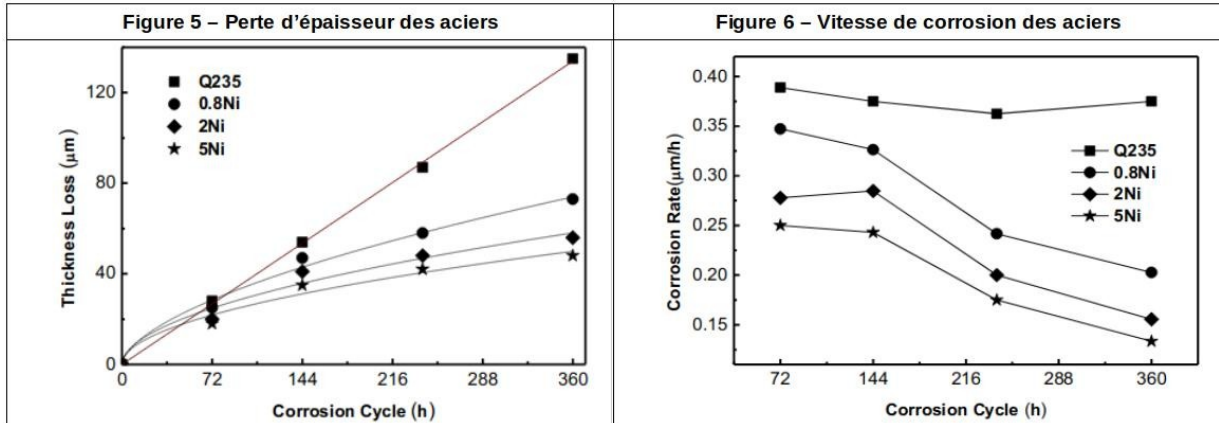 Figure 5 – Perte d’épaisseur des aciers
Thickness Loss (μm)
120
80
40
0
Q235
0.8Ni
2Ni
5Ni
0 72 144 216 288 360
Corrosion Cycle (h)
Figure 6 – Vitesse de corrosion des aciers
Corrosion Rate(μm/h)
0.40
0.35
0.30
0.25
0.20
0.15
Q235
0.8Ni
2Ni
5Ni
72 144 216 288 360
Corrosion Cycle (h)